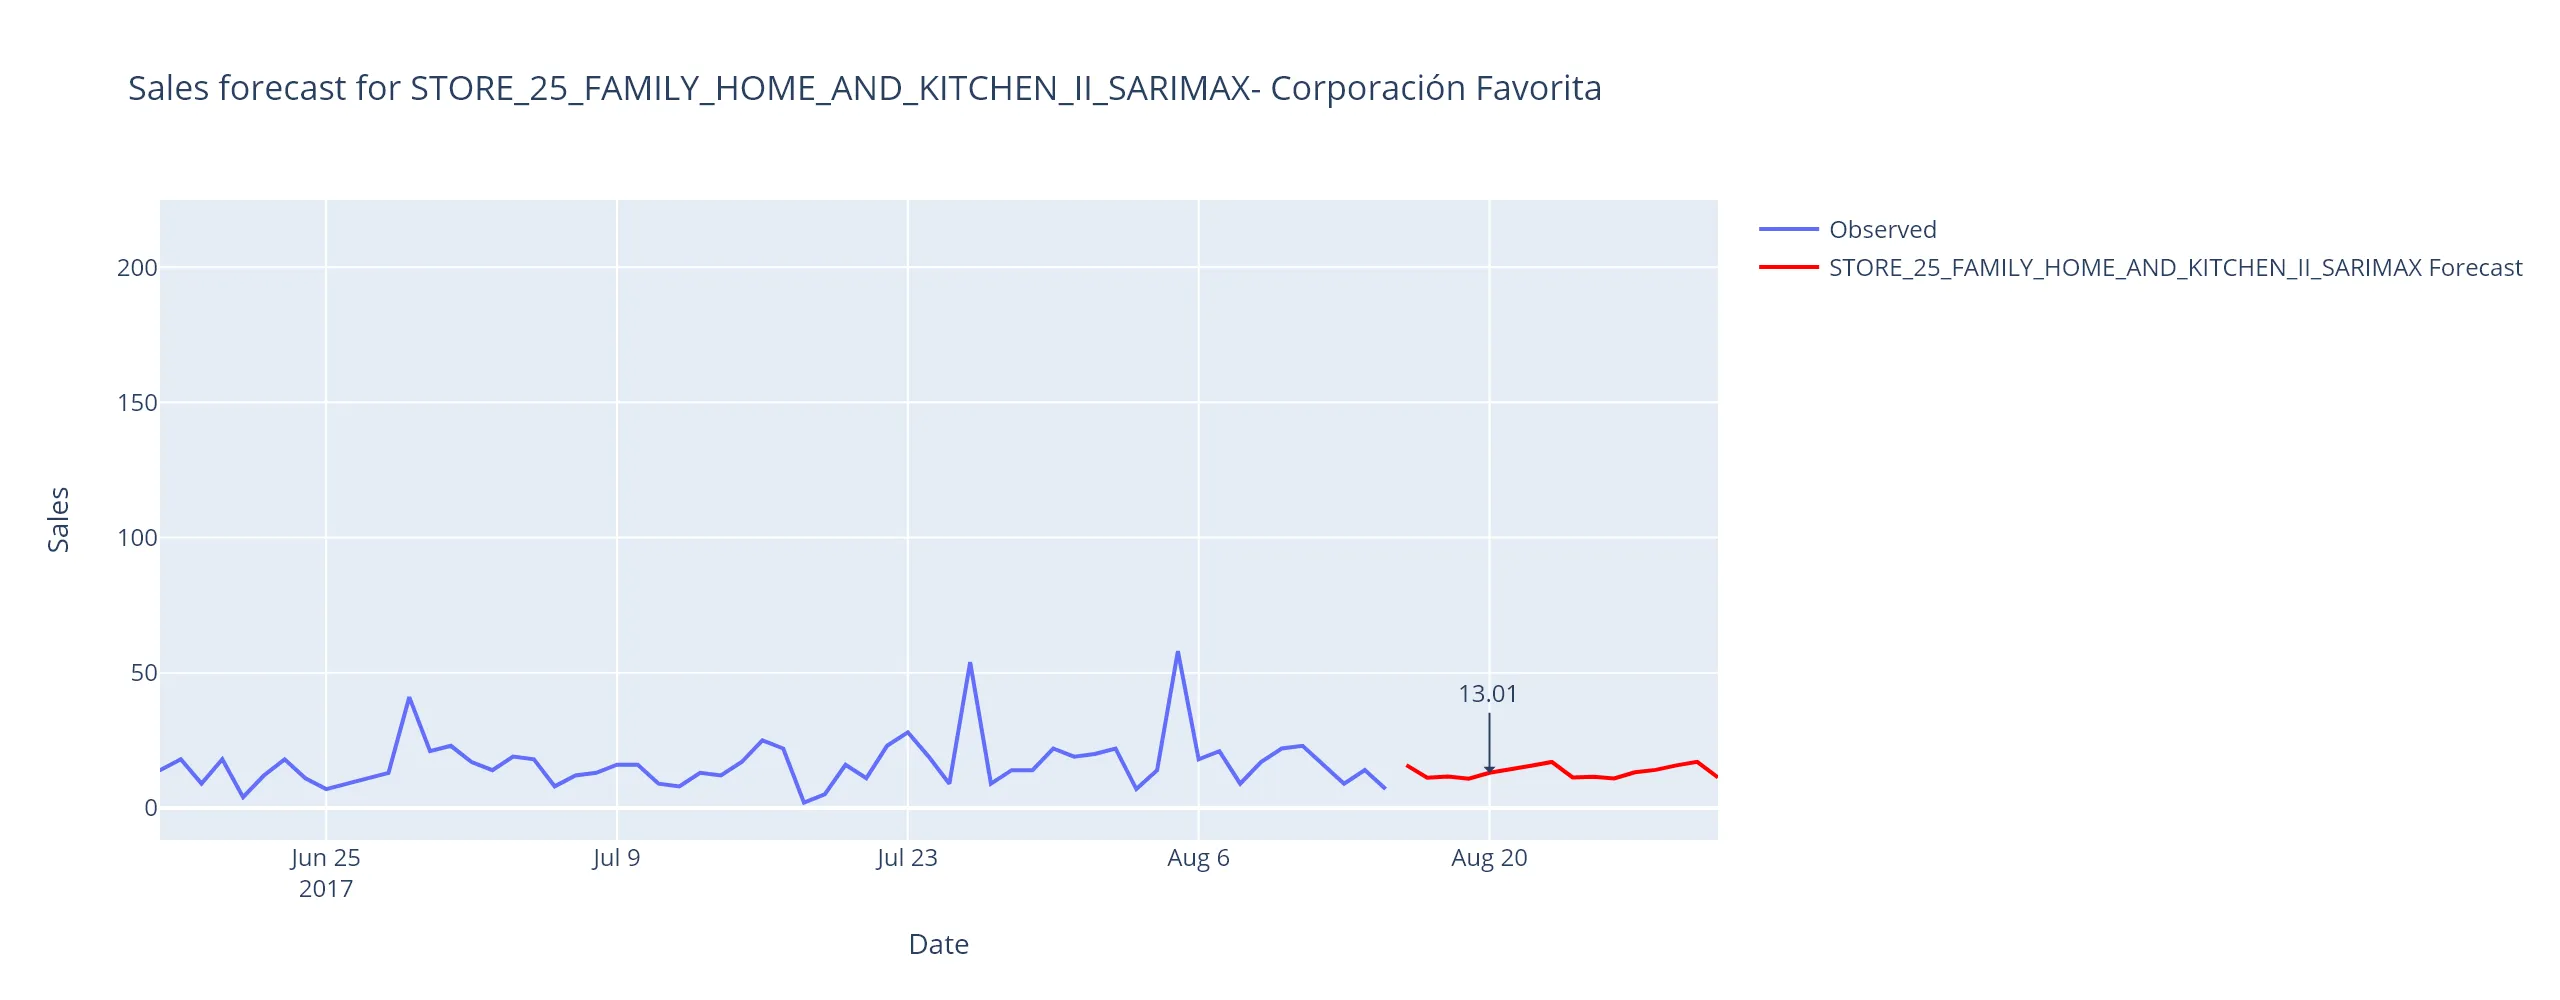 Sales forecast for STORE_25_FAMILY_HOME_AND_KITCHEN_II_SARIMAX- Corporación Favorita
Observed
STORE_25_FAMILY_HOME_AND_KITCHEN_II_SARIMAX Forecast
200
150
100
50
0
Sales
13.01
Jun 25
2017
Jul 9
Jul 23
Aug 6
Aug 20
Date